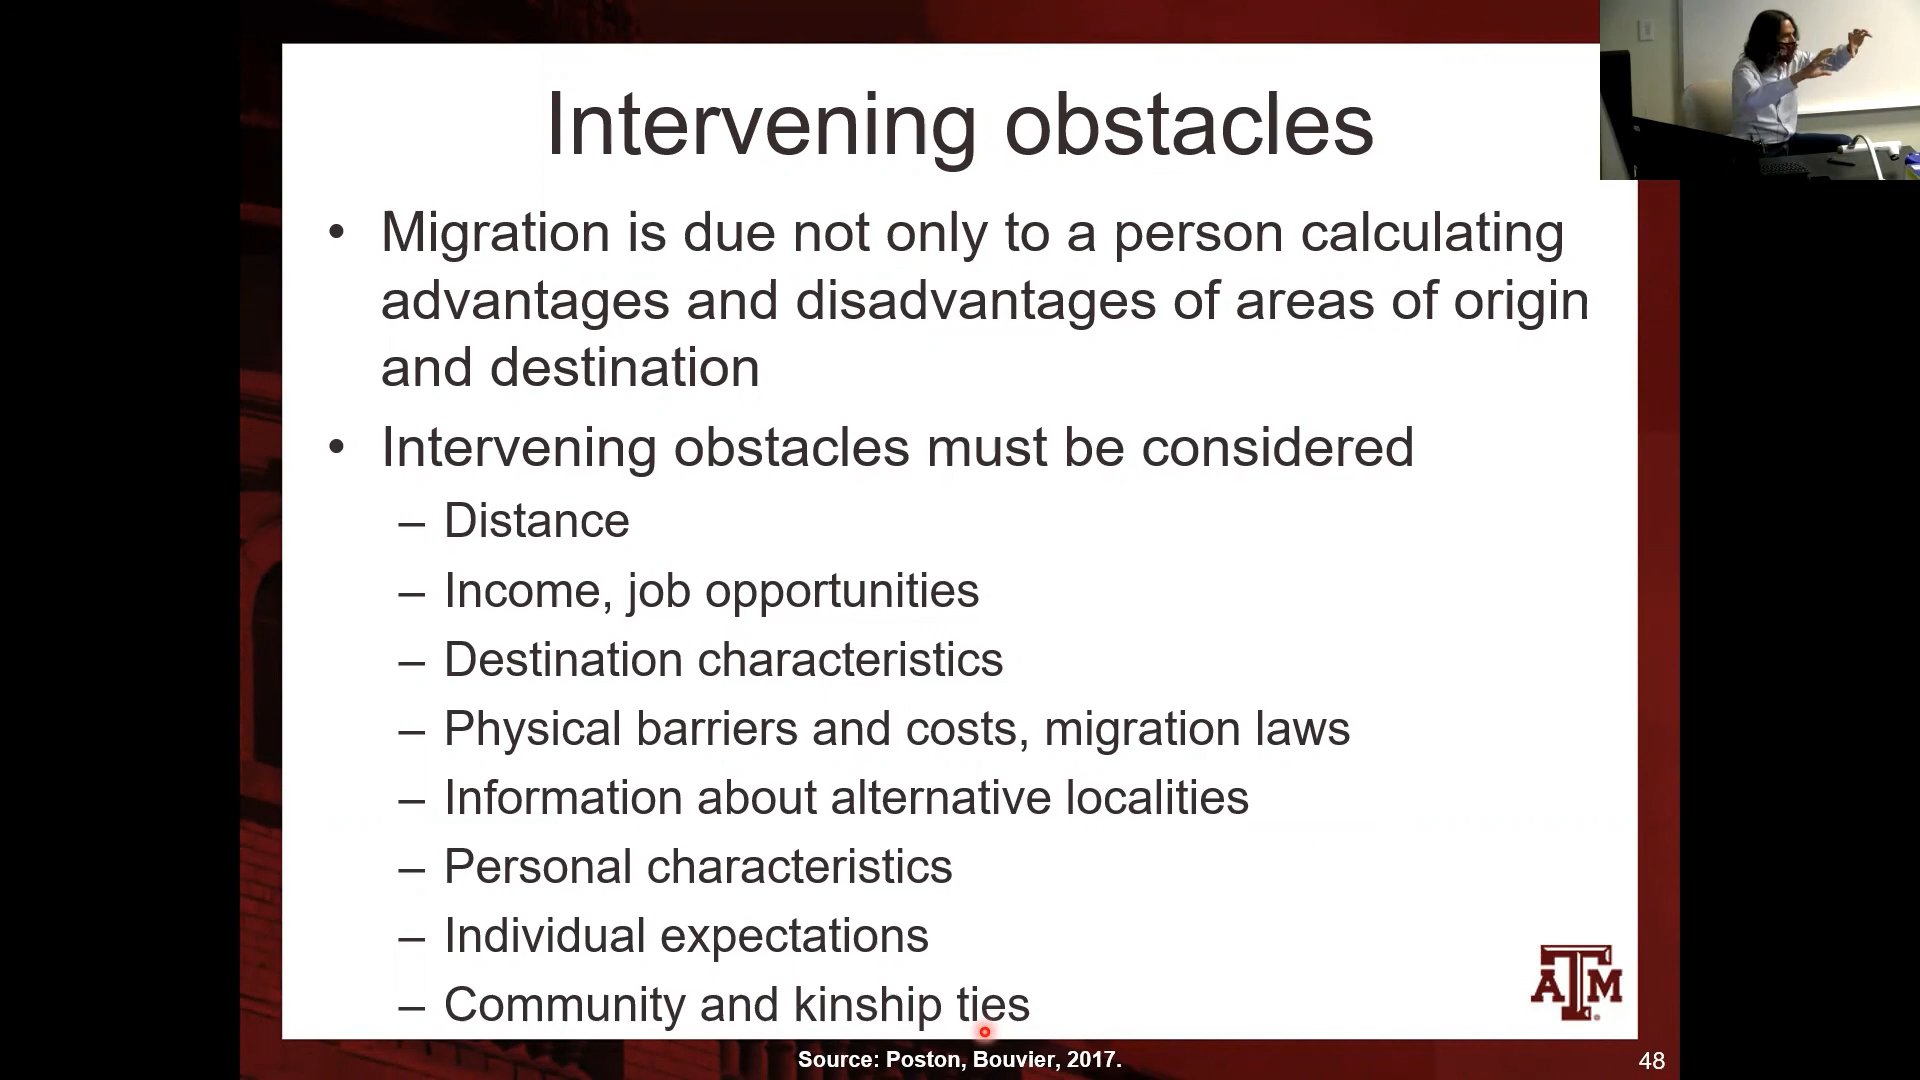 Intervening obstacles
• Migration is due not only to a person calculating
advantages and disadvantages of areas of origin
and destination
• Intervening obstacles must be considered
– Distance
– Income, job opportunities
– Destination characteristics
– Physical barriers and costs, migration laws
– Information about alternative localities
– Personal characteristics
– Individual expectations
– Community and kinship ties
ATM
Source: Poston, Bouvier, 2017.
48